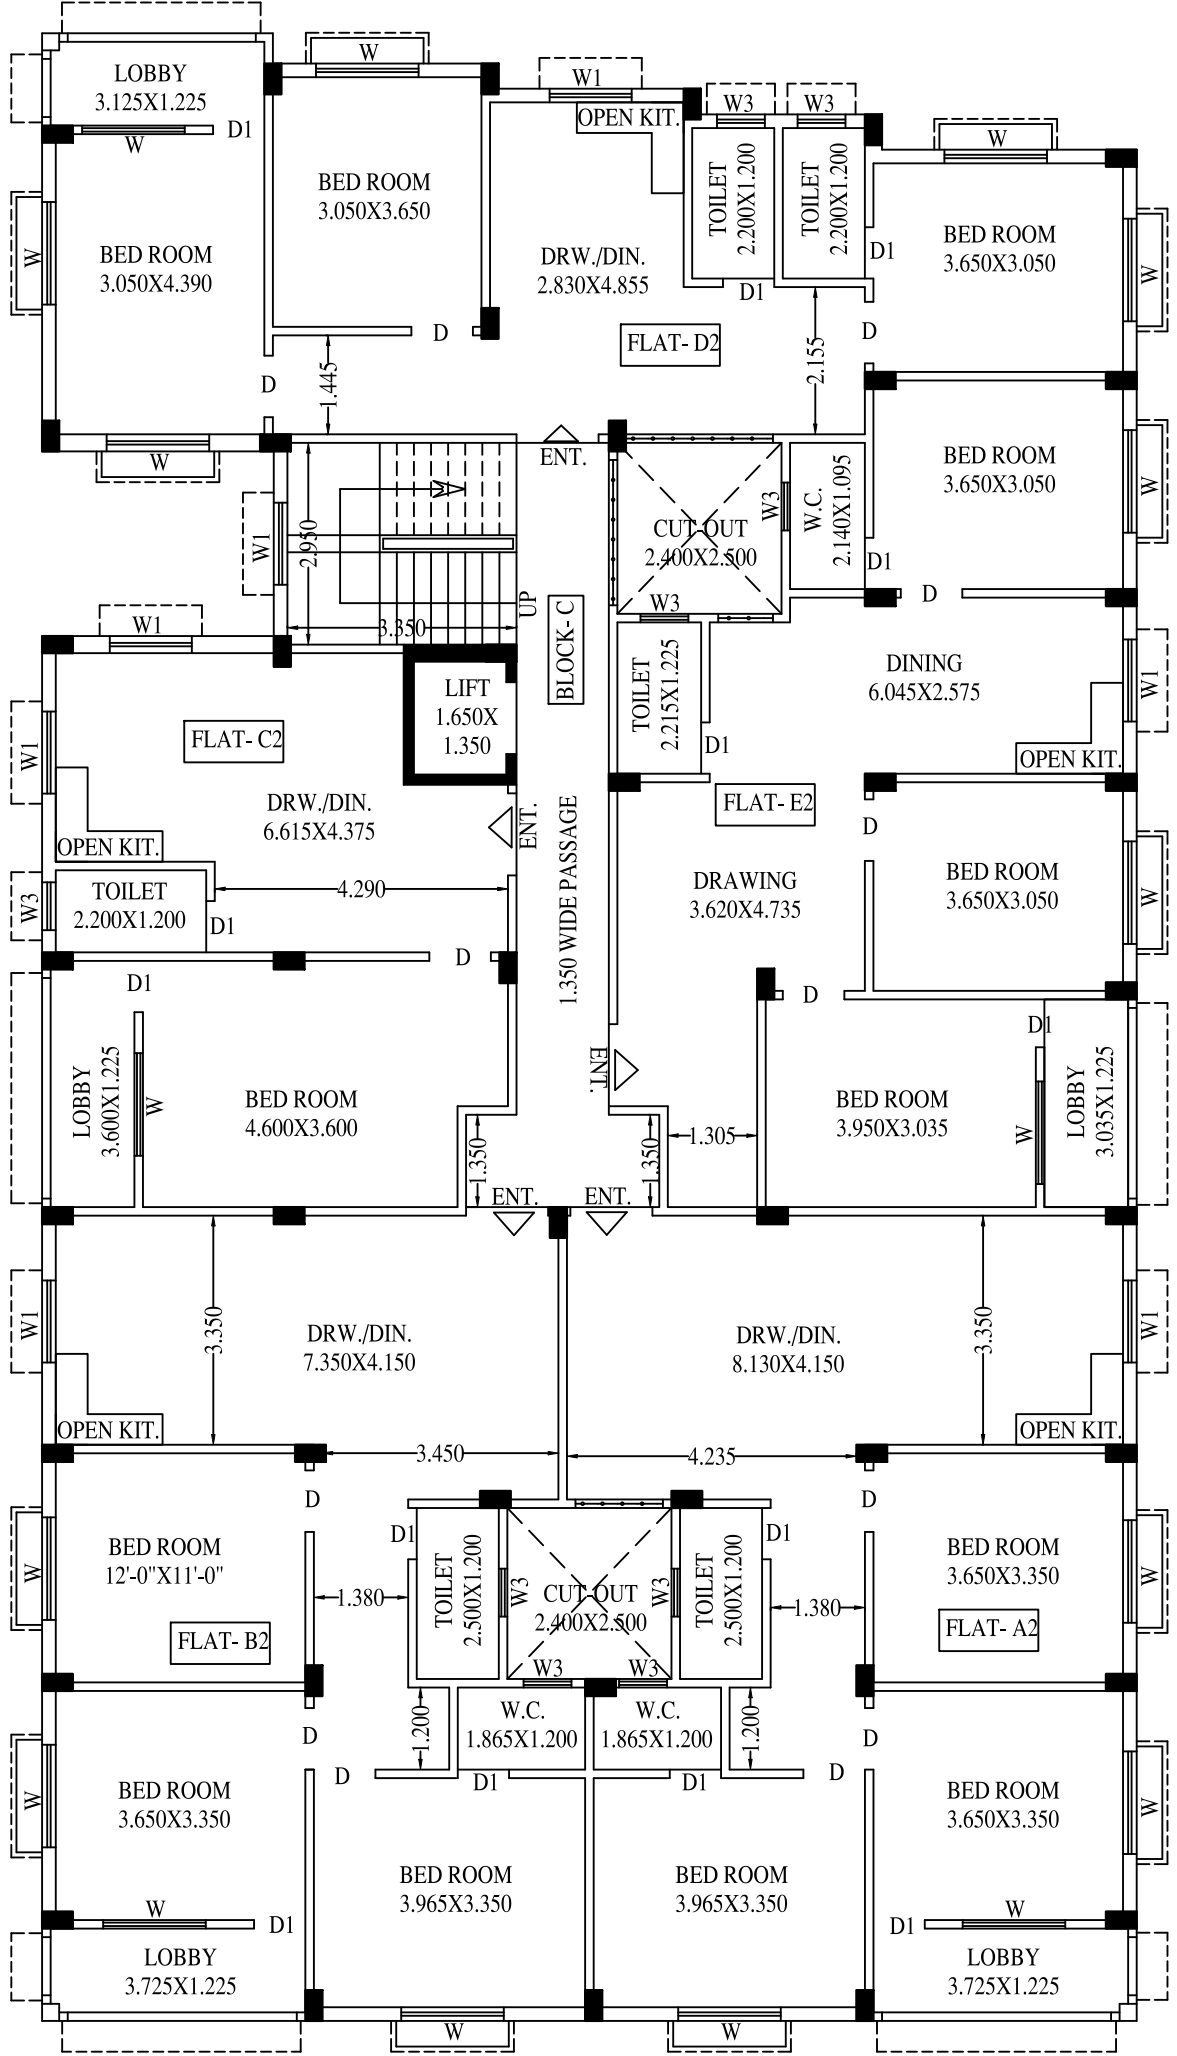 W
LOBBY
3.125X1.225
W1
D1
OPEN KIT.
W3
W3
W
W
BED ROOM
3.050X3.650
TOILET
2.200X1.200
TOILET
2.200X1.200
BED ROOM
3.650X3.050
D1
W
BED ROOM
3.050X4.390
DRW./DIN.
2.830X4.855
W
D1
D
FLAT- D2
D
2.155
1.445
D
W
ENT.
BED ROOM
3.650X3.050
W
W1
2.950
CUT-OUT
2.400X2.500
W3
W.C.
2.140X1.095
D1
D
W3
UP
3.350
W1
BLOCK- C
LIFT
1.650X
1.350
TOILET
2.215X1.225
D1
DINING
6.045X2.575
W1
OPEN KIT.
FLAT- C2
W1
DRW./DIN.
6.615X4.375
OPEN KIT.
ENT.
FLAT- E2
D
W3
TOILET
2.200X1.200
D1
4.290
1.350 WIDE PASSAGE
DRAWING
3.620X4.735
BED ROOM
3.650X3.050
W
D
D1
D
D1
LOBBY
3.600X1.225
W
BED ROOM
4.600X3.600
ENT.
BED ROOM
3.950X3.035
W
LOBBY
3.035X1.225
1.350
1.350
1.305
ENT.
ENT.
W1
3.350
DRW./DIN.
7.350X4.150
DRW./DIN.
8.130X4.150
3.350
W1
OPEN KIT.
OPEN KIT.
3.450
4.235
D
D
D1
D1
W
BED ROOM
12'-0"X11'-0"
1.380
TOILET
2.500X1.200
W3
CUT-OUT
2.400X2.500
W3
TOILET
2.500X1.200
1.380
BED ROOM
3.650X3.350
W
FLAT- B2
FLAT- A2
W3
W3
D
1.200
W.C.
1.865X1.200
W.C.
1.865X1.200
1.200
D
D
D1
D1
D
W
BED ROOM
3.650X3.350
BED ROOM
3.650X3.350
W
BED ROOM
3.965X3.350
BED ROOM
3.965X3.350
W
D1
D1
W
LOBBY
3.725X1.225
LOBBY
3.725X1.225
W
W